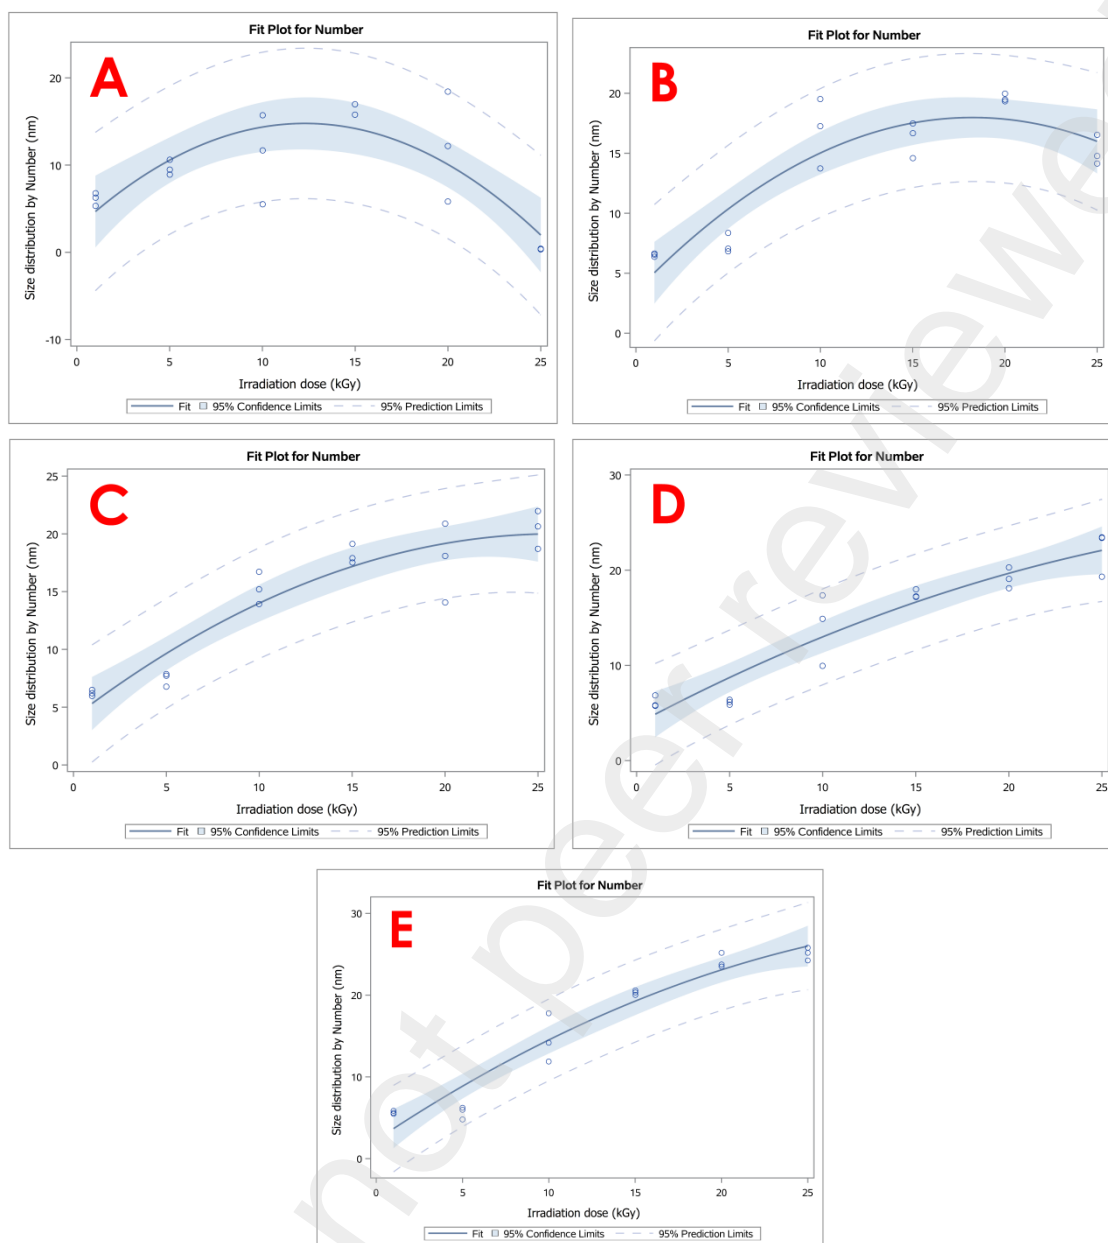 Fit Plot for Number
A
Size distribution by Number (nm)
20
10
0
-10
0 5 10 15 20 25
Irradiation dose (kGy)
Fit 95% Confidence Limits 95% Prediction Limits
Fit Plot for Number
B
Size distribution by Number (nm)
20
15
10
5
0
0 5 10 15 20 25
Irradiation dose (kGy)
Fit 95% Confidence Limits 95% Prediction Limits
Fit Plot for Number
C
Size distribution by Number (nm)
25
20
15
10
5
0
0 5 10 15 20 25
Irradiation dose (kGy)
Fit 95% Confidence Limits 95% Prediction Limits
Fit Plot for Number
D
Size distribution by Number (nm)
30
20
10
0
0 5 10 15 20 25
Irradiation dose (kGy)
Fit 95% Confidence Limits 95% Prediction Limits
Fit Plot for Number
E
Size distribution by Number (nm)
30
20
10
0
0 5 10 15 20 25
Irradiation dose (kGy)
Fit 95% Confidence Limits 95% Prediction Limits
not peer reviewe